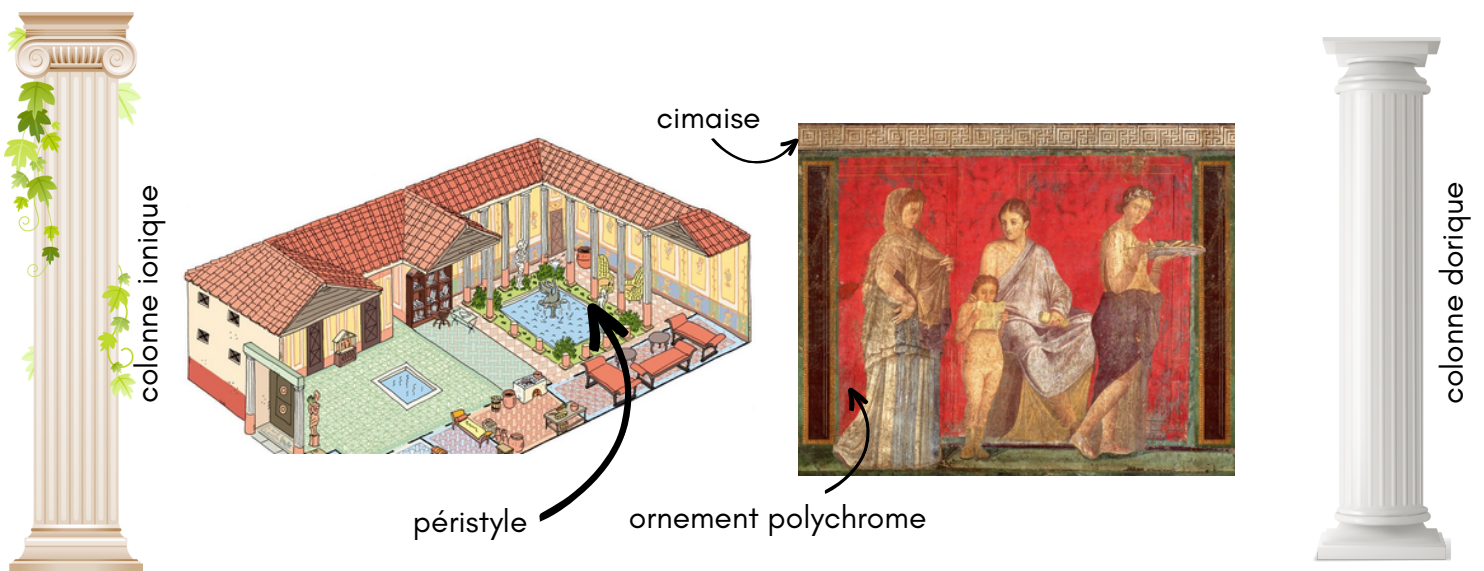 colonne ionique
cimaise
péristyle
ornement polychrome
colonne dorique